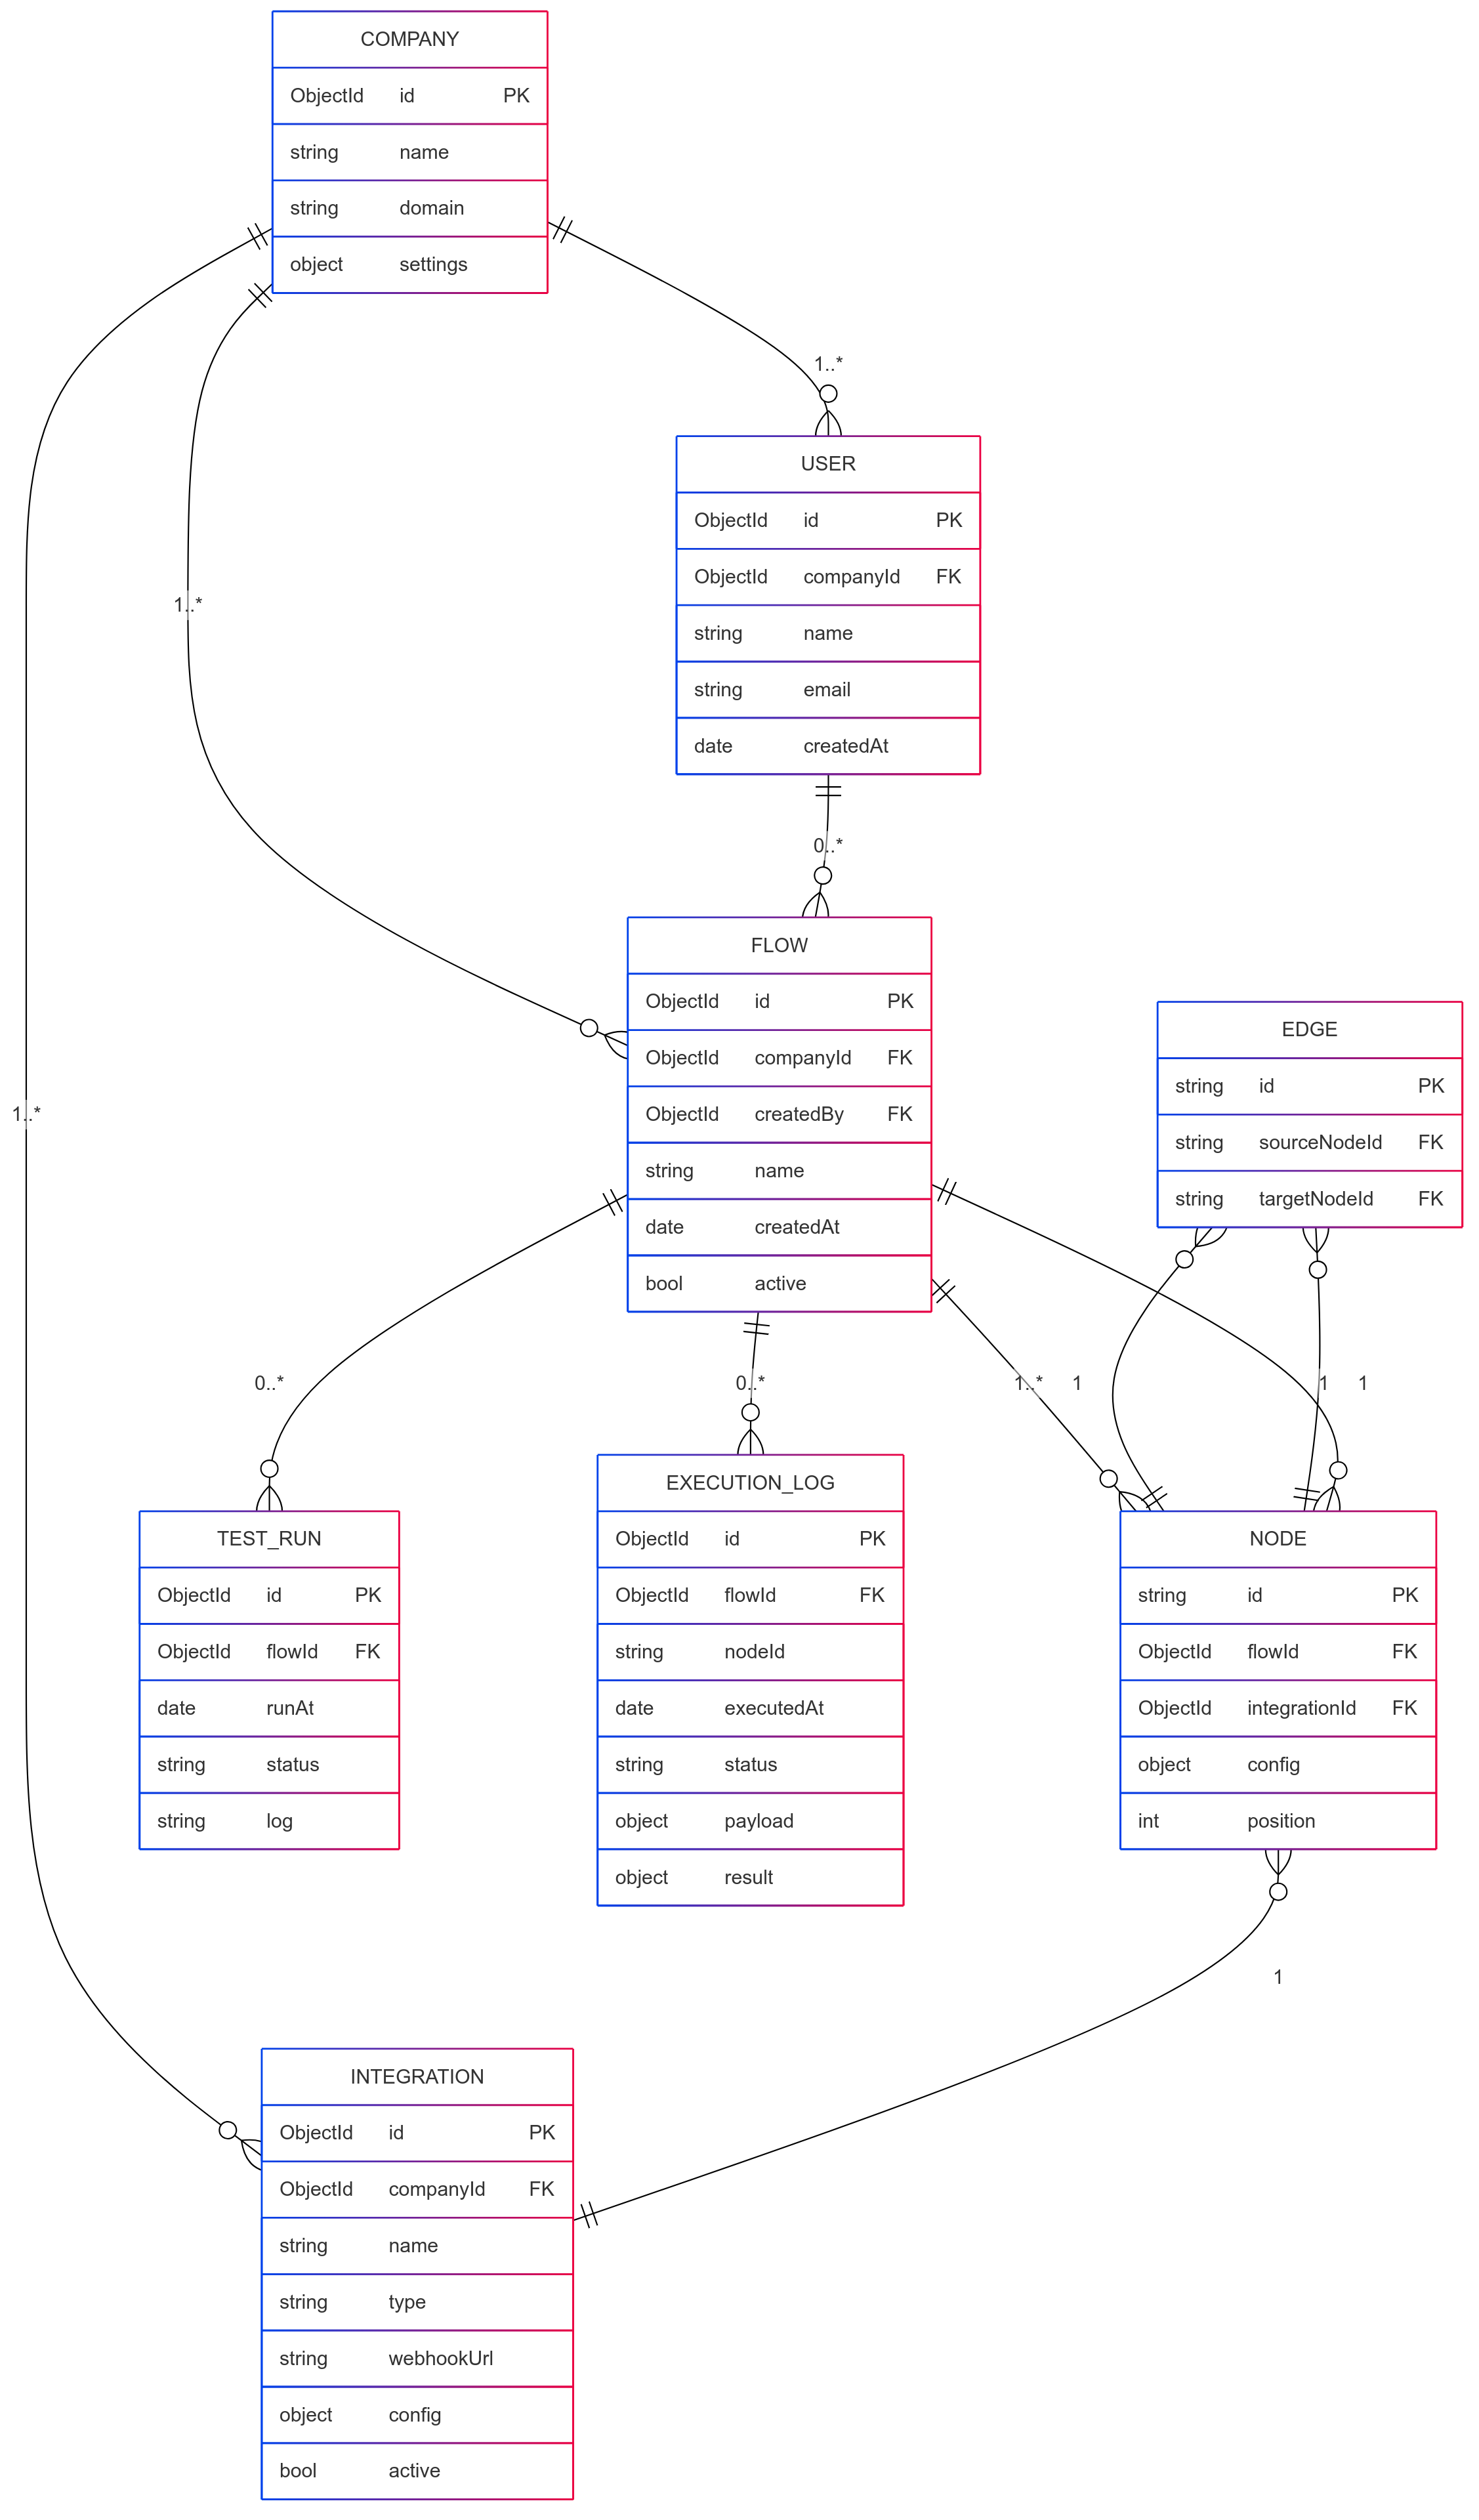 COMPANY
ObjectId id PK
string name
string domain
object settings
1..*
USER
ObjectId id PK
ObjectId companyId FK
string name
string email
date createdAt
1..*
0..*
FLOW
ObjectId id PK
ObjectId companyId FK
ObjectId createdBy FK
string name
date createdAt
bool active
EDGE
string id PK
string sourceNodeId FK
string targetNodeId FK
1..*
0..*
0..*
1..*
1
1
1
EXECUTION_LOG
ObjectId id PK
ObjectId flowId FK
string nodeId
date executedAt
string status
object payload
object result
TEST_RUN
ObjectId id PK
ObjectId flowId FK
date runAt
string status
string log
NODE
string id PK
ObjectId flowId FK
ObjectId integrationId FK
object config
int position
1
INTEGRATION
ObjectId id PK
ObjectId companyId FK
string name
string type
string webhookUrl
object config
bool active